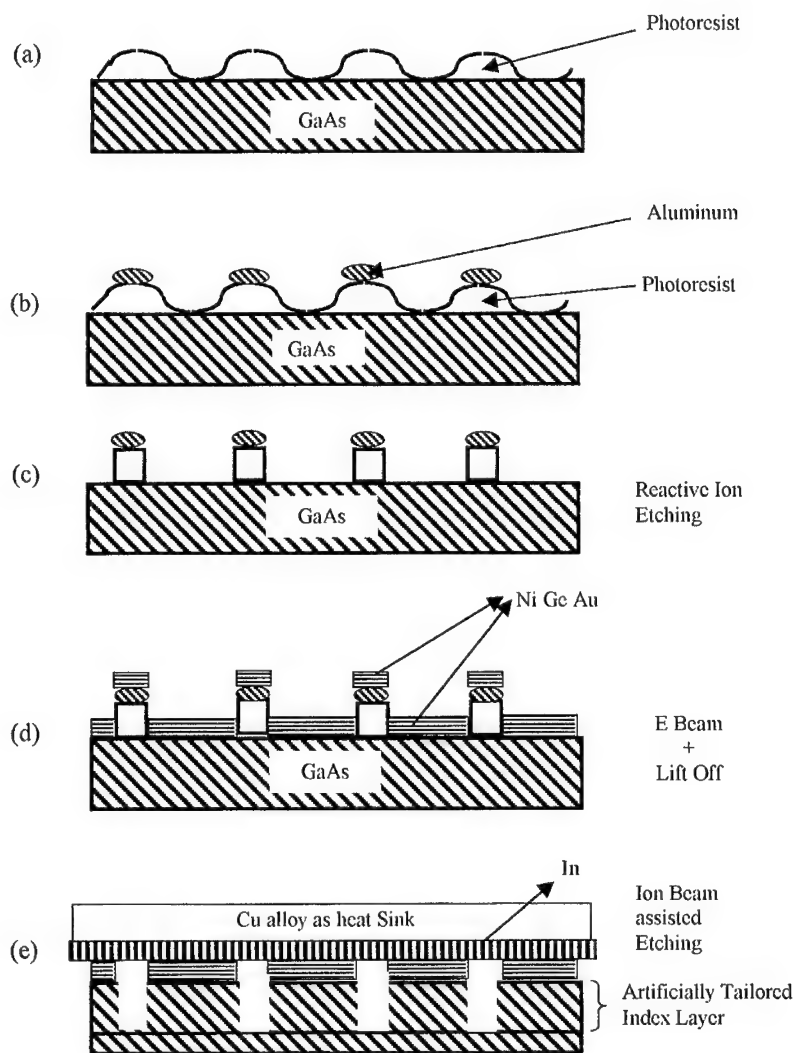 (a)
Photoresist
GaAs
Aluminum
(b)
Photoresist
GaAs
(c)
GaAs
Reactive Ion
Etching
Ni Ge Au
(d)
GaAs
E Beam
+
Lift Off
In
Cu alloy as heat Sink
Ion Beam
assisted
Etching
(e)
Artificially Tailored
Index Layer